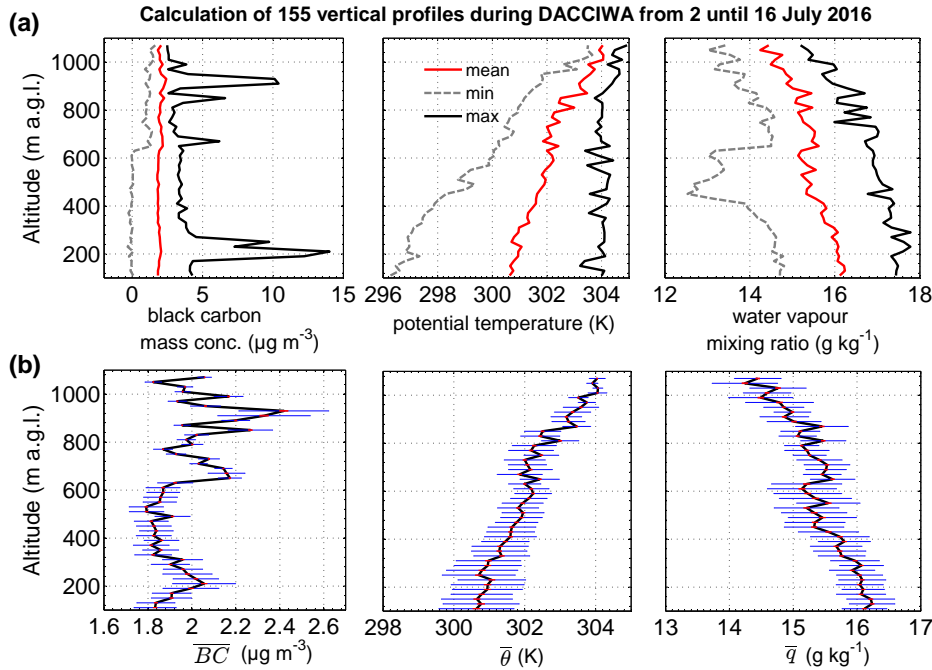 Calculation of 155 vertical profiles during DACCIWA from 2 until 16 July 2016
(a)
Altitude (m a.g.l.)
1000
800
600
400
200
mean
min
max
0 5 10 15
296 298 300 302 304
12 13 14 15 16 17 18
black carbon
mass conc. (µg m⁻³)
potential temperature (K)
water vapour
mixing ratio (g kg⁻¹)
(b)
Altitude (m a.g.l.)
1000
800
600
400
200
1.6 1.8 2 2.2 2.4 2.6
298 300 302 304
13 14 15 16 17
B̅C̅ (µg m⁻³)
θ̅ (K)
q̅ (g kg⁻¹)